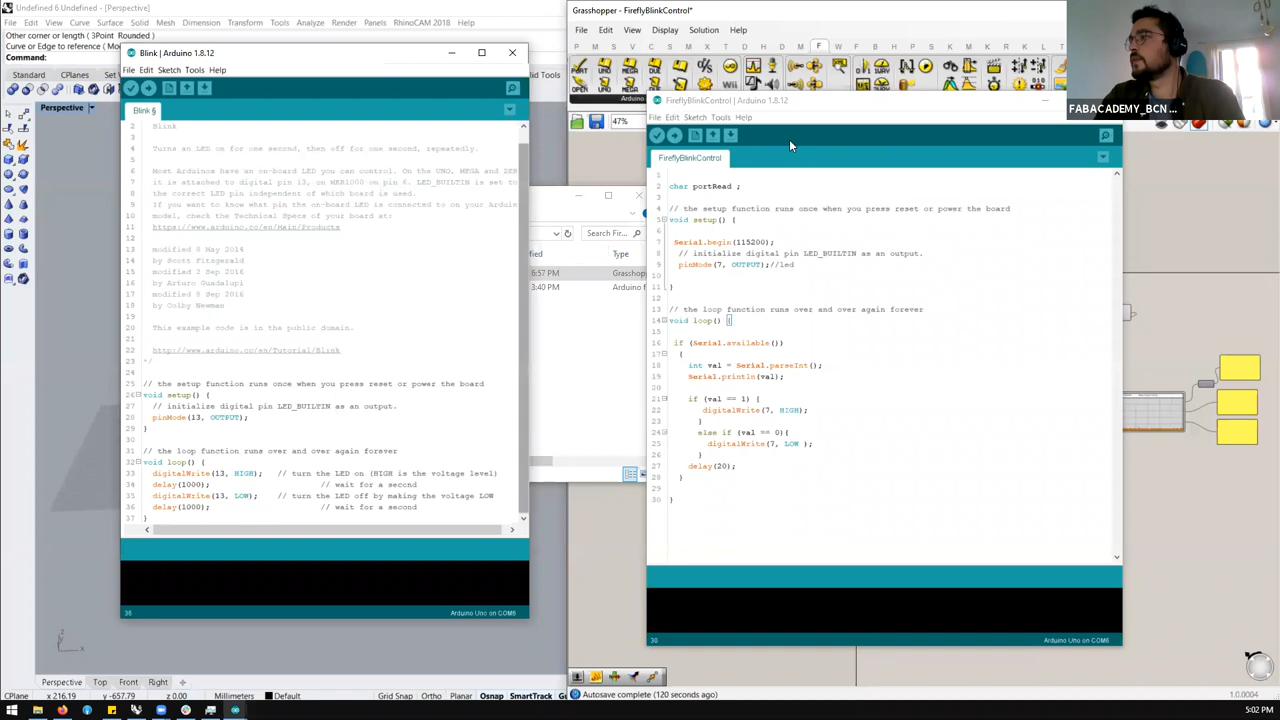 Undefined 6 Undefined - [Perspective]
File Edit View Curve Surface Solid Mesh Dimension Transform Tools Analyze Render Panels RhinoCAM 2018 Help
Other corner or length ( 3Point Rounded
Curve or Edge to reference ( Mo
Command:
Standard CPlanes
Perspective
Blink | Arduino 1.8.12
File Edit Sketch Tools Help
Blink §
2 Blink
3
4 Turns an LED on for one second, then off for one second, repeatedly.
5
6 Most Arduinos have an on-board LED you can control. On the UNO, MEGA and ZER
7 it is attached to digital pin 13, on MKR1000 on pin 6. LED_BUILTIN is set to
8 the correct LED pin independent of which board is used.
9 If you want to know what pin the on-board LED is connected to on your Arduin
10 model, check the Technical Specs of your board at:
11 https://www.arduino.cc/en/Main/Products
12
13 modified 8 May 2014
14 by Scott Fitzgerald
15 modified 2 Sep 2016
16 by Arturo Guadalupi
17 modified 8 Sep 2016
18 by Colby Newman
19
20 This example code is in the public domain.
21
22 http://www.arduino.cc/en/Tutorial/Blink
23 */
24
25 // the setup function runs once when you press reset or power the board
26 void setup() {
27 // initialize digital pin LED_BUILTIN as an output.
28 pinMode(13, OUTPUT);
29 }
30
31 // the loop function runs over and over again forever
32 void loop() {
33 digitalWrite(13, HIGH); // turn the LED on (HIGH is the voltage level)
34 delay(1000); // wait for a second
35 digitalWrite(13, LOW); // turn the LED off by making the voltage LOW
36 delay(1000); // wait for a second
37 }
36 Arduino Uno on COM6
Search Fir...
Type
6:57 PM Grasshop
3:40 PM Arduino f
Grasshopper - FireflyBlinkControl*
File Edit View Display Solution Help
P M S V C S M I T D H D A M P L F W
47%
FireflyBlinkControl | Arduino 1.8.12
File Edit Sketch Tools Help
FireflyBlinkControl
1
2 char portRead ;
3
4 // the setup function runs once when you press reset or power the board
5 void setup() {
6
7 Serial.begin(115200);
8 // initialize digital pin LED_BUILTIN as an output.
9 pinMode(7, OUTPUT);//led
10
11 }
12
13 // the loop function runs over and over again forever
14 void loop() {
15
16 if (Serial.available())
17 {
18 int val = Serial.parseInt();
19 Serial.println(val);
20
21 if (val == 1) {
22 digitalWrite(7, HIGH);
23 }
24 else if (val == 0){
25 digitalWrite(7, LOW );
26 }
27 delay(20);
28 }
29
30 }
30 Arduino Uno on COM6
FABACADEMY_BCN ...
Autosave complete (120 seconds ago)
1.0.0004
Perspective Top Front Right
CPlane x 216.19 y -657.79 z 0.00 Millimeters Default Grid Snap Ortho Planar Osnap SmartTrack
5:02 PM